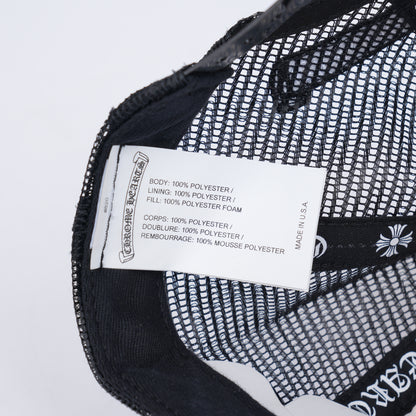 CHROME HEARTS
BODY: 100% POLYESTER /
LINING: 100% POLYESTER /
FILL: 100% POLYESTER FOAM
CORPS: 100% POLYESTER /
DOUBLURE: 100% POLYESTER /
REMBOURRAGE: 100% MOUSSE POLYESTER
MADE IN U.S.A.